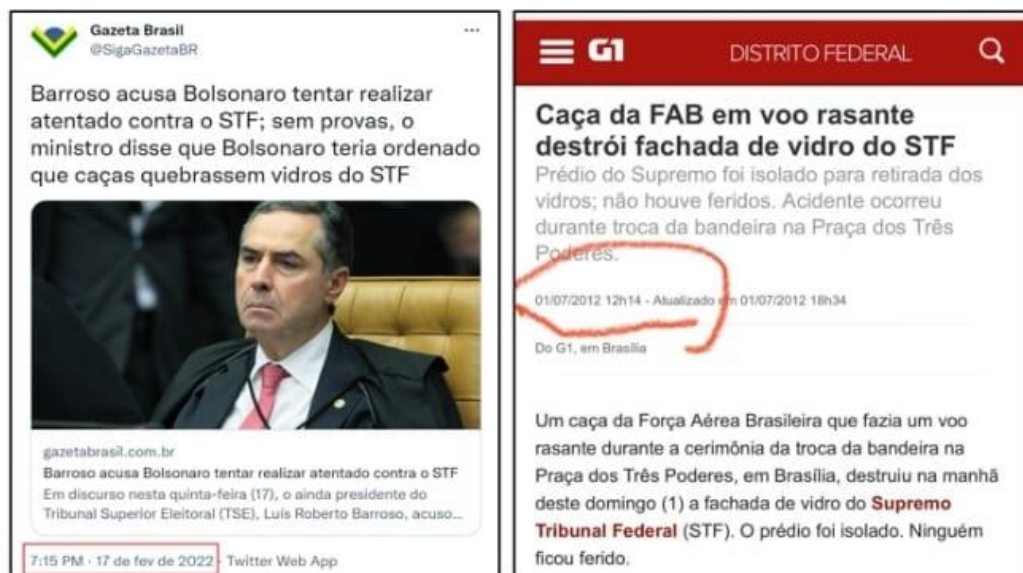 Gazeta Brasil
@SigaGazetaBR
Barroso acusa Bolsonaro tentar realizar
atentado contra o STF; sem provas, o
ministro disse que Bolsonaro teria ordenado
que caças quebrassem vidros do STF
gazetabrasil.com.br
Barroso acusa Bolsonaro tentar realizar atentado contra o STF
Em discurso nesta quinta-feira (17), o ainda presidente do
Tribunal Superior Eleitoral (TSE), Luís Roberto Barroso, acuso...
7:15 PM · 17 de fev de 2022 · Twitter Web App
G1
DISTRITO FEDERAL
Caça da FAB em voo rasante
destrói fachada de vidro do STF
Prédio do Supremo foi isolado para retirada dos
vidros; não houve feridos. Acidente ocorreu
durante troca da bandeira na Praça dos Três
Poderes.
01/07/2012 12h14 - Atualizado em 01/07/2012 18h34
Do G1, em Brasília
Um caça da Força Aérea Brasileira que fazia um voo
rasante durante a cerimônia da troca da bandeira na
Praça dos Três Poderes, em Brasília, destruiu na manhã
deste domingo (1) a fachada de vidro do Supremo
Tribunal Federal (STF). O prédio foi isolado. Ninguém
ficou ferido.